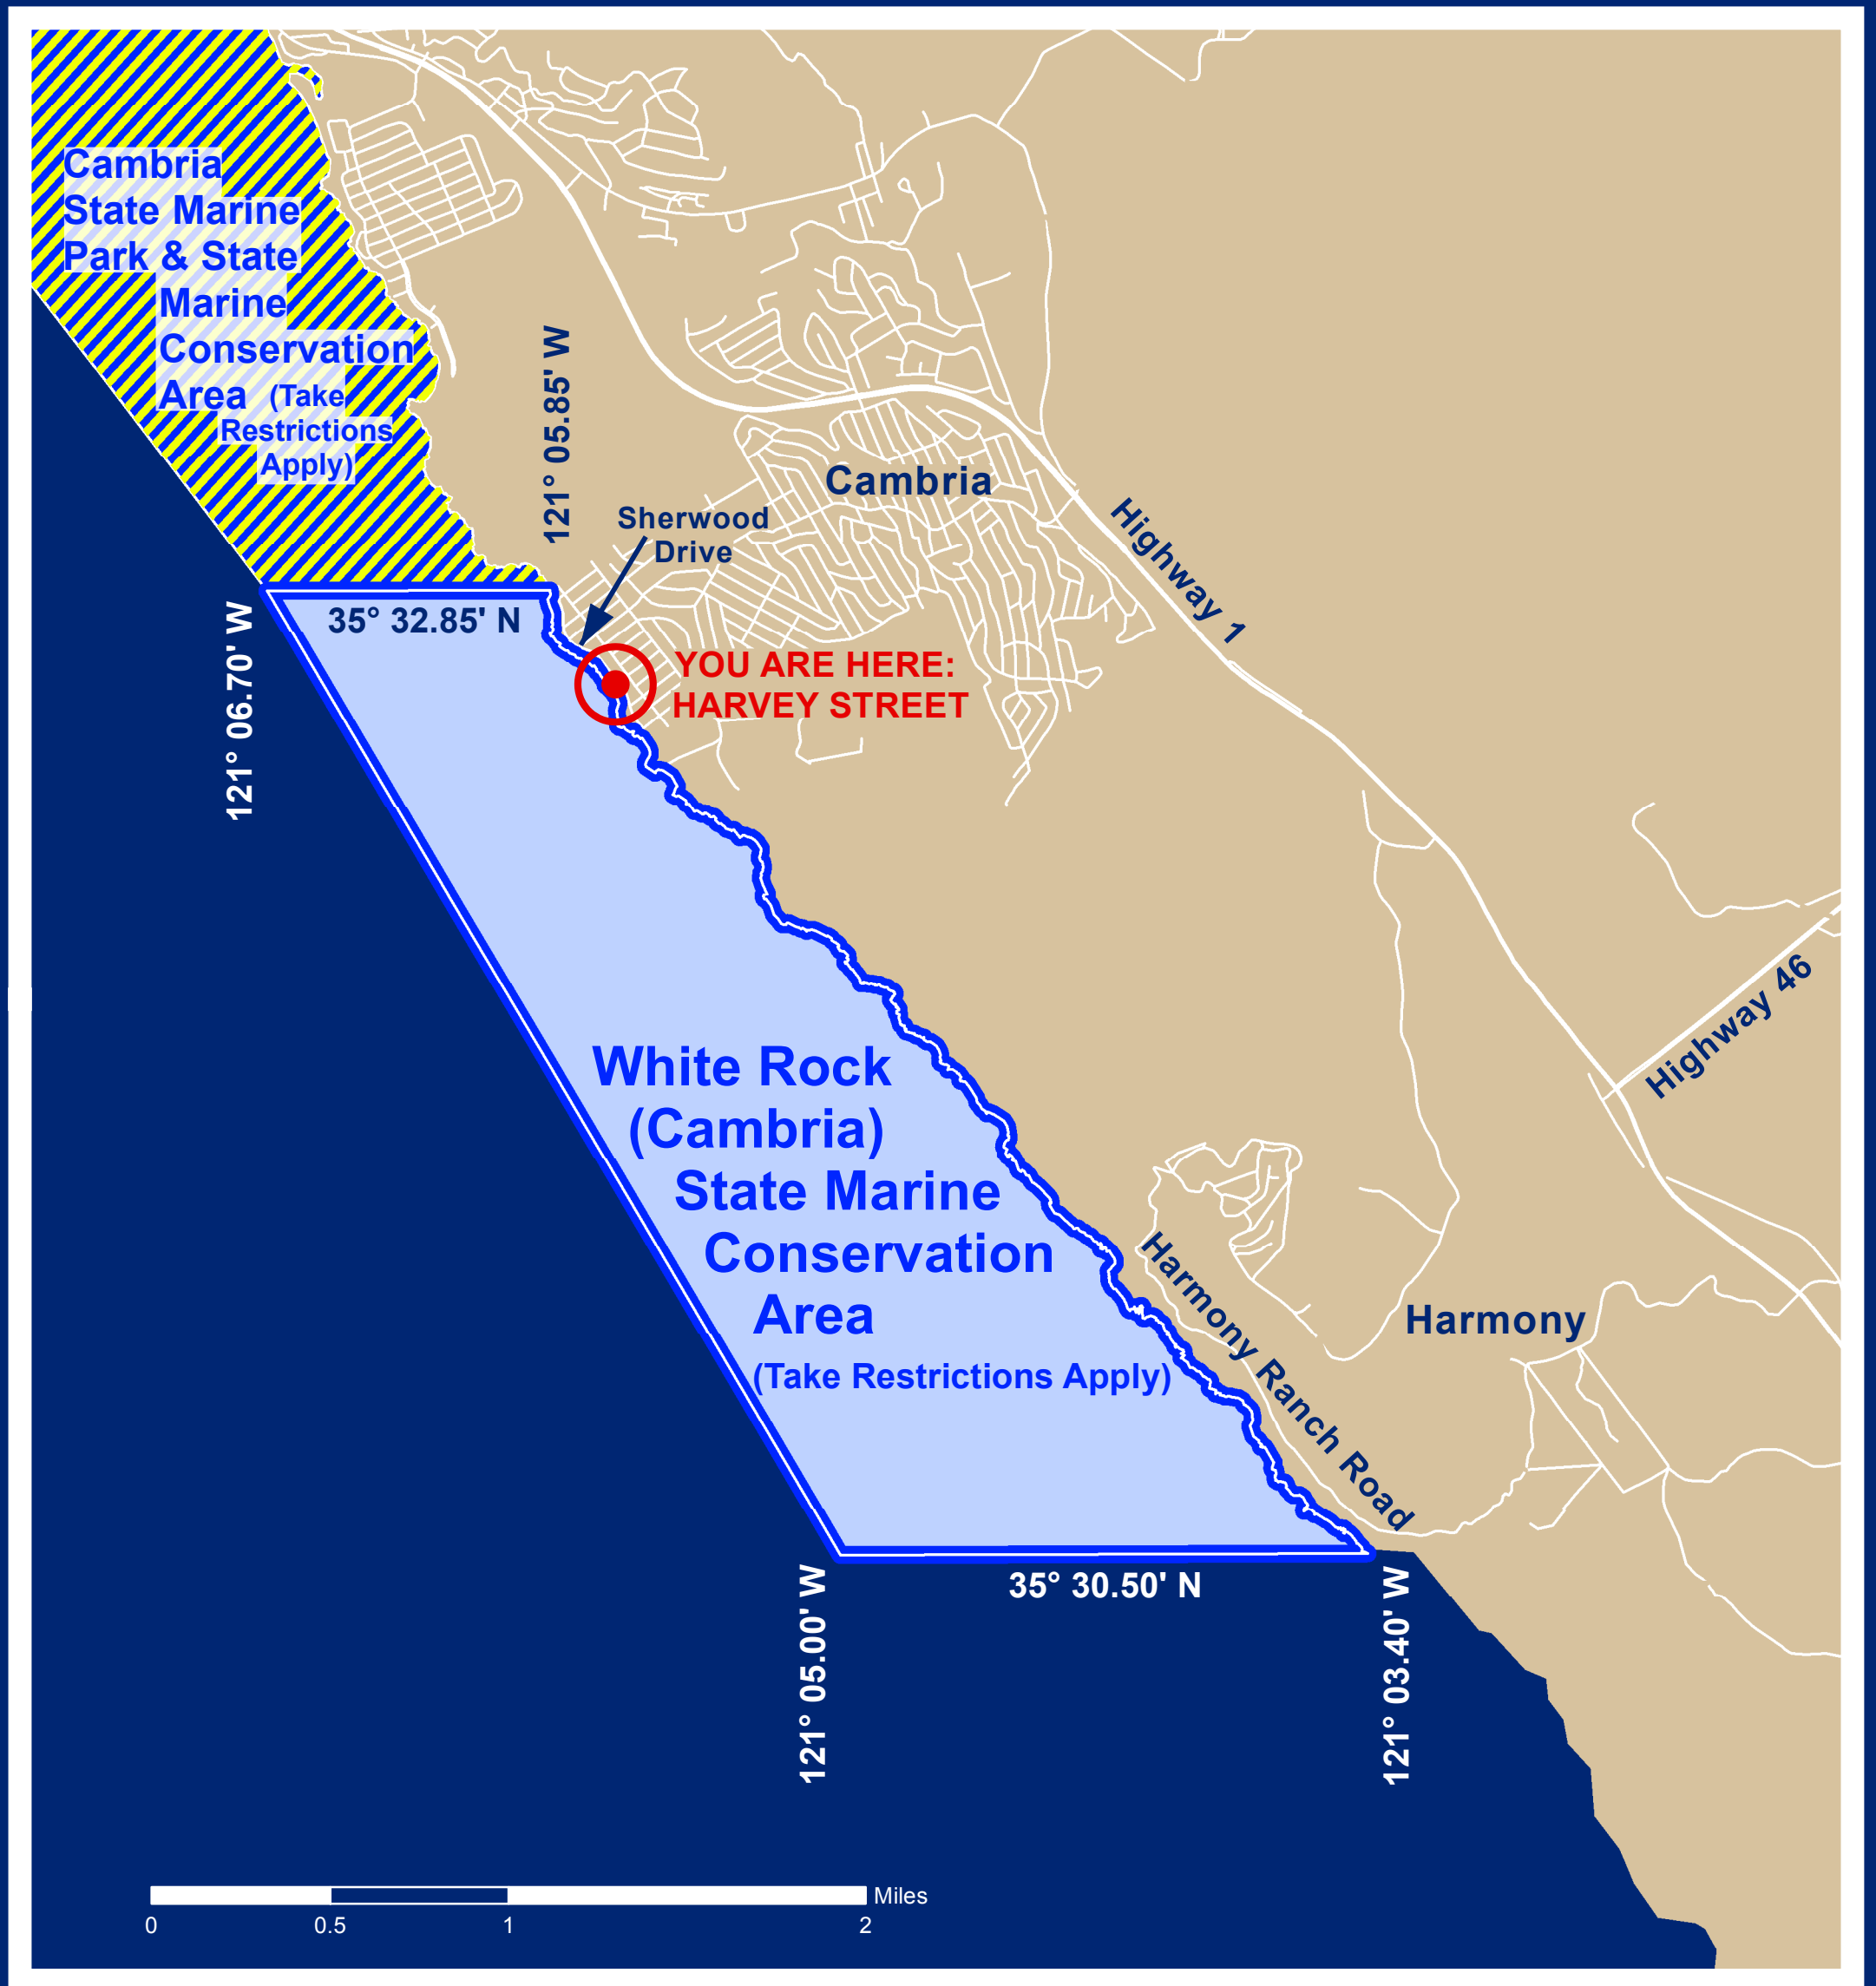 Cambria
State Marine
Park & State
Marine
Conservation
Area (Take
Restrictions
Apply)
121° 05.85' W
Sherwood
Drive
Cambria
Highway 1
35° 32.85' N
121° 06.70' W
YOU ARE HERE:
HARVEY STREET
Highway 46
White Rock
(Cambria)
State Marine
Conservation
Area
(Take Restrictions Apply)
Harmony Ranch Road
Harmony
35° 30.50' N
121° 05.00' W
121° 03.40' W
Miles
0 0.5 1 2